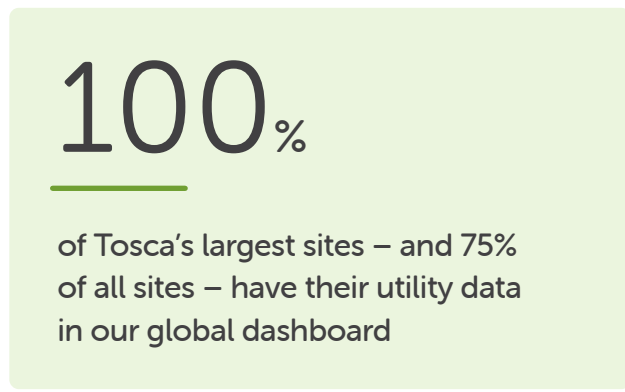 100%
of Tosca’s largest sites – and 75%
of all sites – have their utility data
in our global dashboard